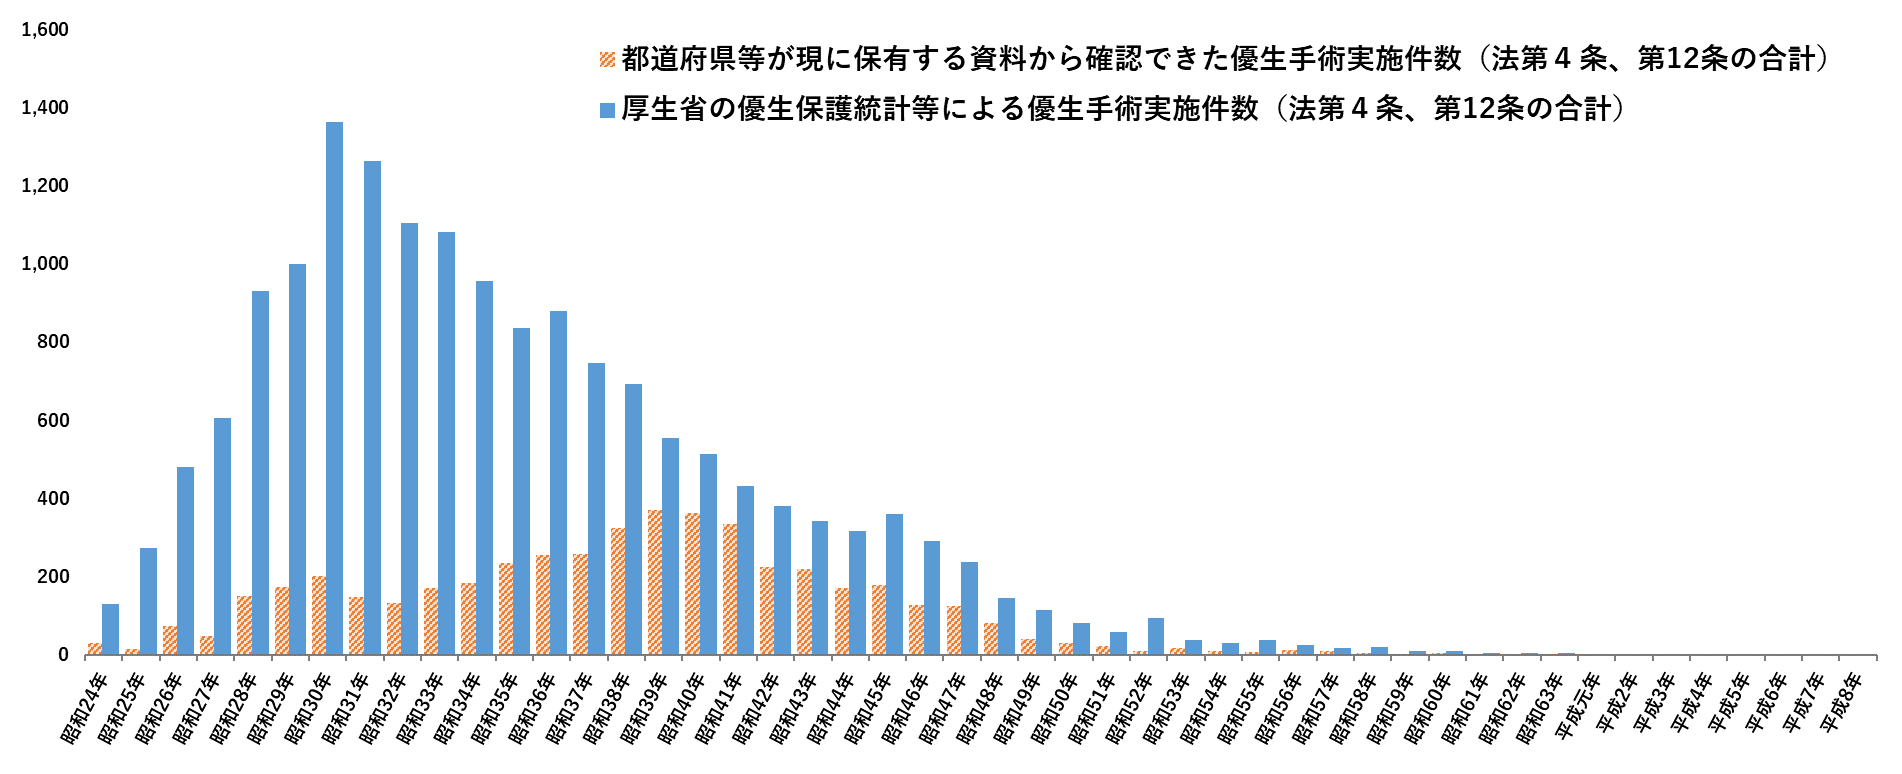 1,600
都道府県等が現に保有する資料から確認できた優生手術実施件数（法第４条、第12条の合計）
厚生省の優生保護統計等による優生手術実施件数（法第４条、第12条の合計）
1,400
1,200
1,000
800
600
400
200
0
昭和24年
昭和25年
昭和26年
昭和27年
昭和28年
昭和29年
昭和30年
昭和31年
昭和32年
昭和33年
昭和34年
昭和35年
昭和36年
昭和37年
昭和38年
昭和39年
昭和40年
昭和41年
昭和42年
昭和43年
昭和44年
昭和45年
昭和46年
昭和47年
昭和48年
昭和49年
昭和50年
昭和51年
昭和52年
昭和53年
昭和54年
昭和55年
昭和56年
昭和57年
昭和58年
昭和59年
昭和60年
昭和61年
昭和62年
昭和63年
平成元年
平成2年
平成3年
平成4年
平成5年
平成6年
平成7年
平成8年